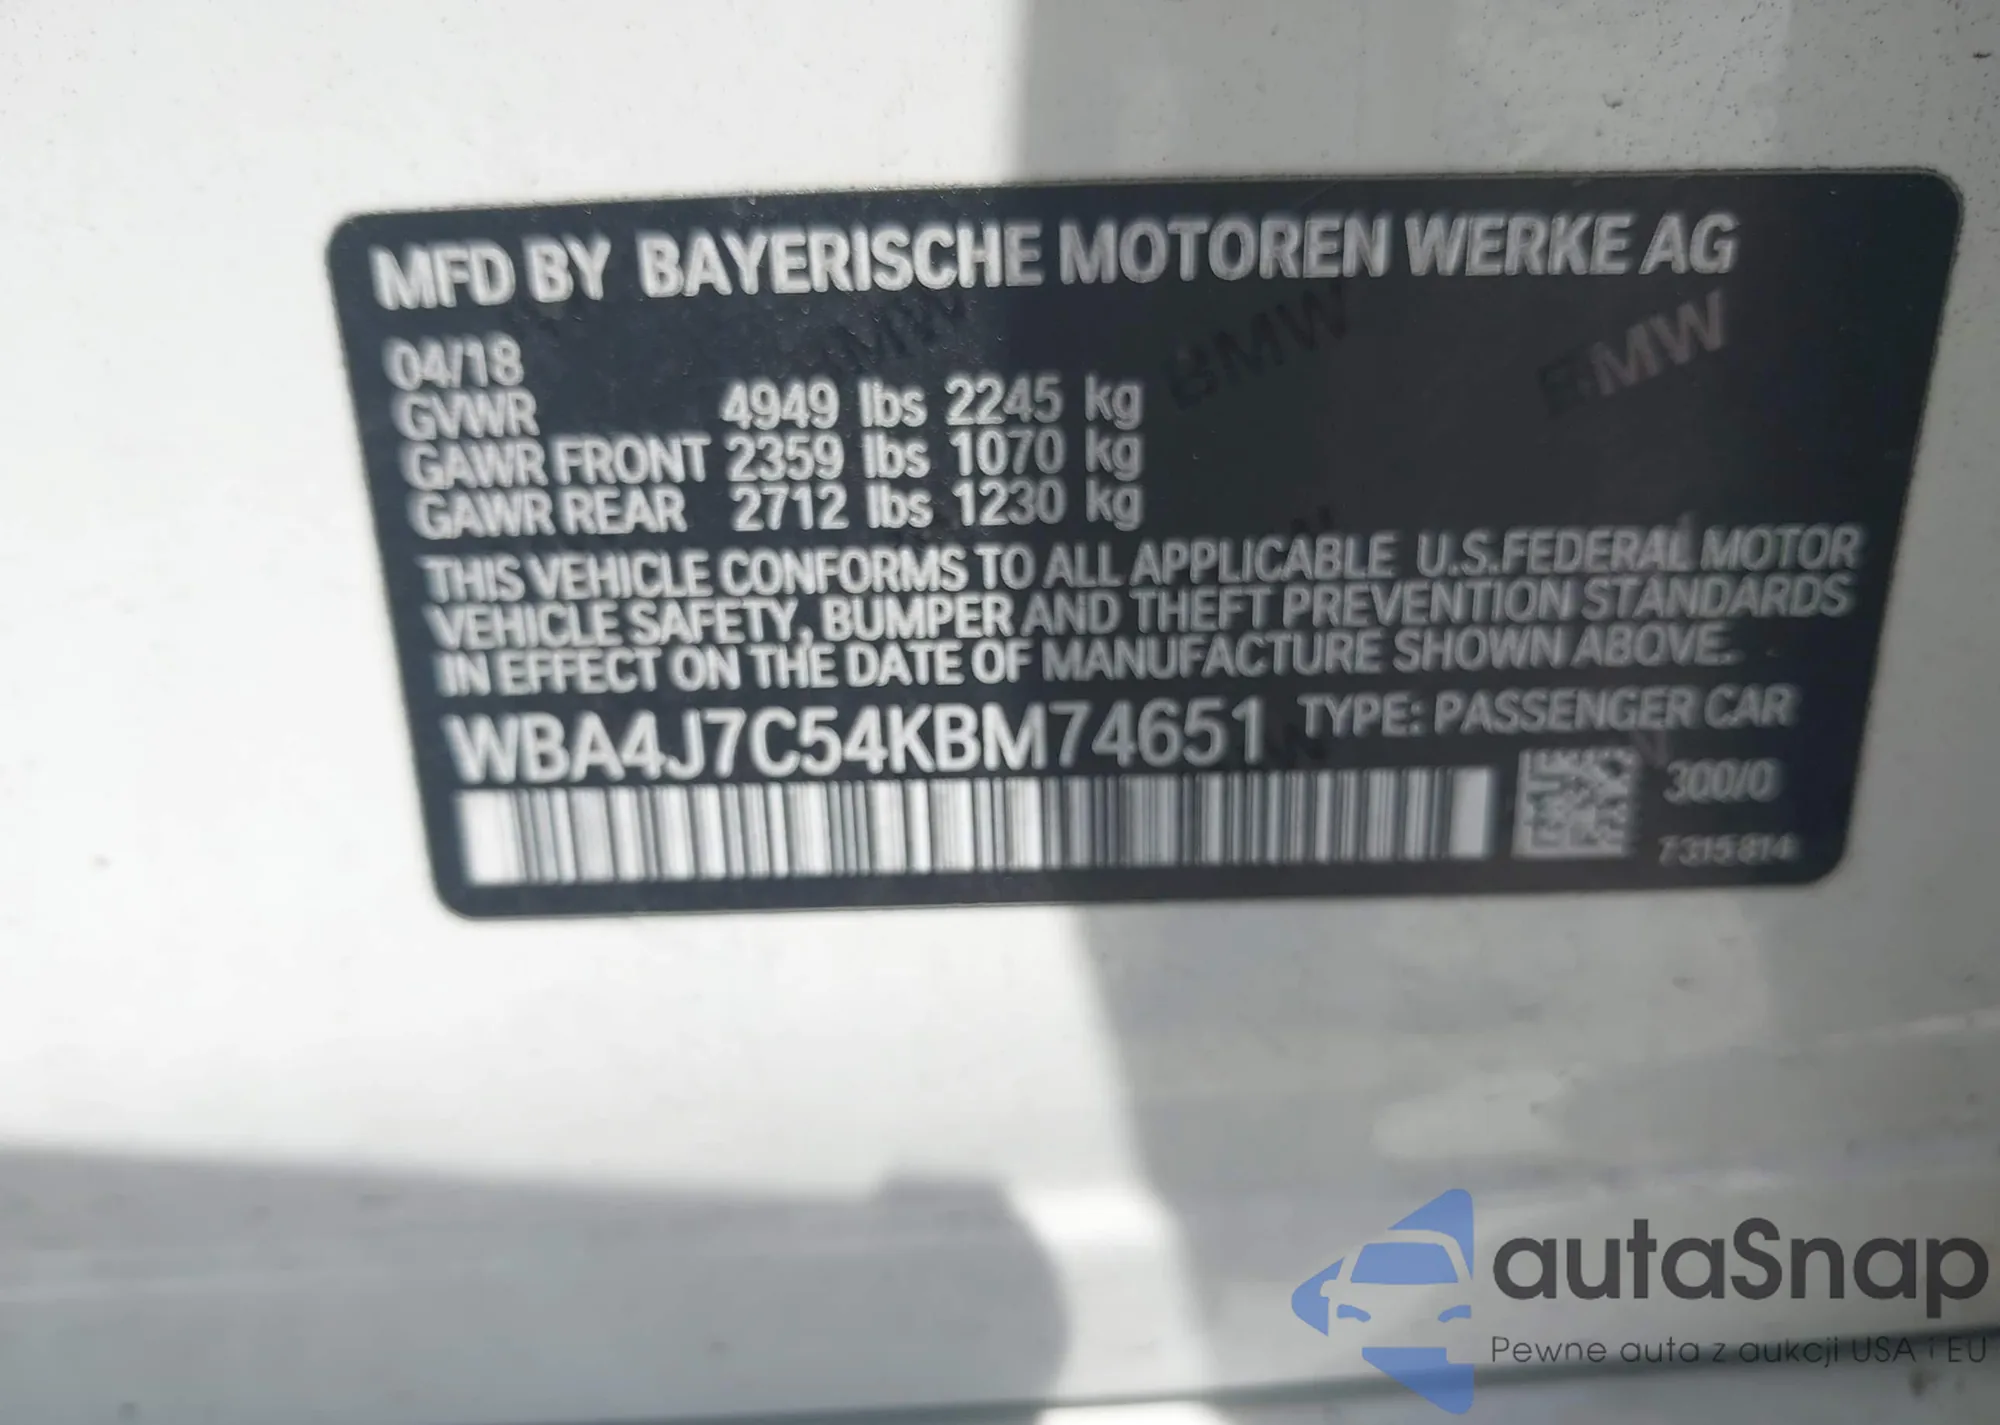 MFD BY BAYERISCHE MOTOREN WERKE AG
04/18
GVWR 4949 lbs 2245 kg
GAWR FRONT 2359 lbs 1070 kg
GAWR REAR 2712 lbs 1230 kg
THIS VEHICLE CONFORMS TO ALL APPLICABLE U.S.FEDERAL MOTOR
VEHICLE SAFETY, BUMPER AND THEFT PREVENTION STANDARDS
IN EFFECT ON THE DATE OF MANUFACTURE SHOWN ABOVE.
WBA4J7C54KBM74651 TYPE: PASSENGER CAR
300/0
7315814
BMW BMW BMW
autaSnap
Pewne auta z aukcji USA i EU